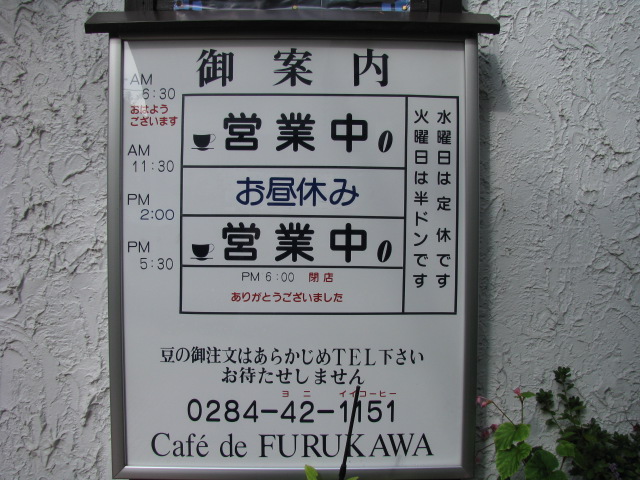 御案内
AM
6:30
おはよう
ございます
営業中
AM
11:30
お昼休み
PM
2:00
営業中
PM
5:30
PM 6:00 閉店
ありがとうございました
水曜日は定休です
火曜日は半ドンです
豆の御注文はあらかじめTEL下さい
お待たせしません
ヨニ イイコーヒー
0284-42-1151
Café de FURUKAWA